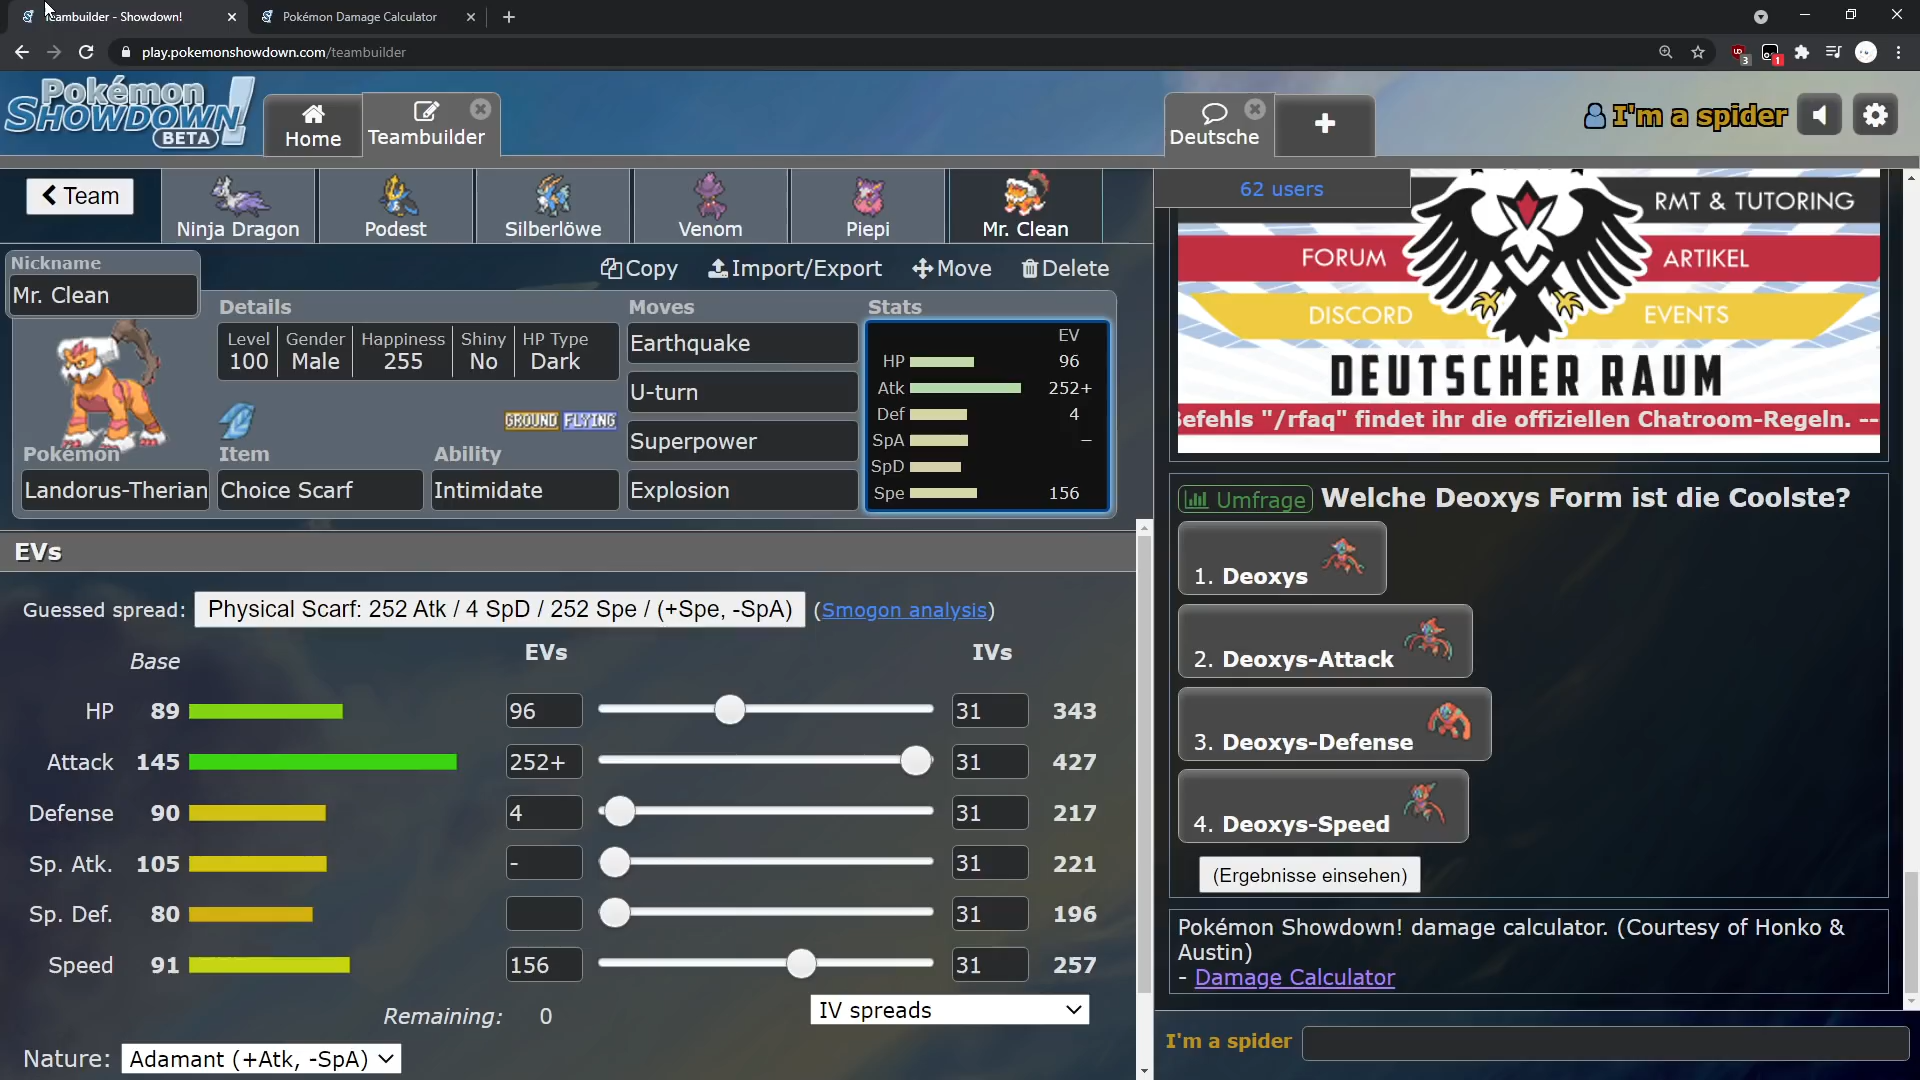 Teambuilder - Showdown!
Pokémon Damage Calculator
play.pokemonshowdown.com/teambuilder
3
1
Pokémon
SHOWDOWN!
BETA
Home
Teambuilder
Deutsche
I'm a spider
Team
Ninja Dragon
Podest
Silberlöwe
Venom
Piepi
Mr. Clean
62 users
RMT & TUTORING
FORUM
ARTIKEL
DISCORD
EVENTS
DEUTSCHER RAUM
Befehls "/rfaq" findet ihr die offiziellen Chatroom-Regeln. --
Nickname
Mr. Clean
Copy
Import/Export
Move
Delete
Details
Moves
Stats
Level
100
Gender
Male
Happiness
255
Shiny
No
HP Type
Dark
GROUND FLYING
Pokémon
Landorus-Therian
Item
Choice Scarf
Ability
Intimidate
Earthquake
U-turn
Superpower
Explosion
EV
HP 96
Atk 252+
Def 4
SpA –
SpD
Spe 156
EVs
Guessed spread: Physical Scarf: 252 Atk / 4 SpD / 252 Spe / (+Spe, -SpA) (Smogon analysis)
Base EVs IVs
HP 89 96 31 343
Attack 145 252+ 31 427
Defense 90 4 31 217
Sp. Atk. 105 - 31 221
Sp. Def. 80 31 196
Speed 91 156 31 257
Remaining: 0
IV spreads
Nature: Adamant (+Atk, -SpA)
Umfrage Welche Deoxys Form ist die Coolste?
1. Deoxys
2. Deoxys-Attack
3. Deoxys-Defense
4. Deoxys-Speed
(Ergebnisse einsehen)
Pokémon Showdown! damage calculator. (Courtesy of Honko &
Austin)
- Damage Calculator
I'm a spider